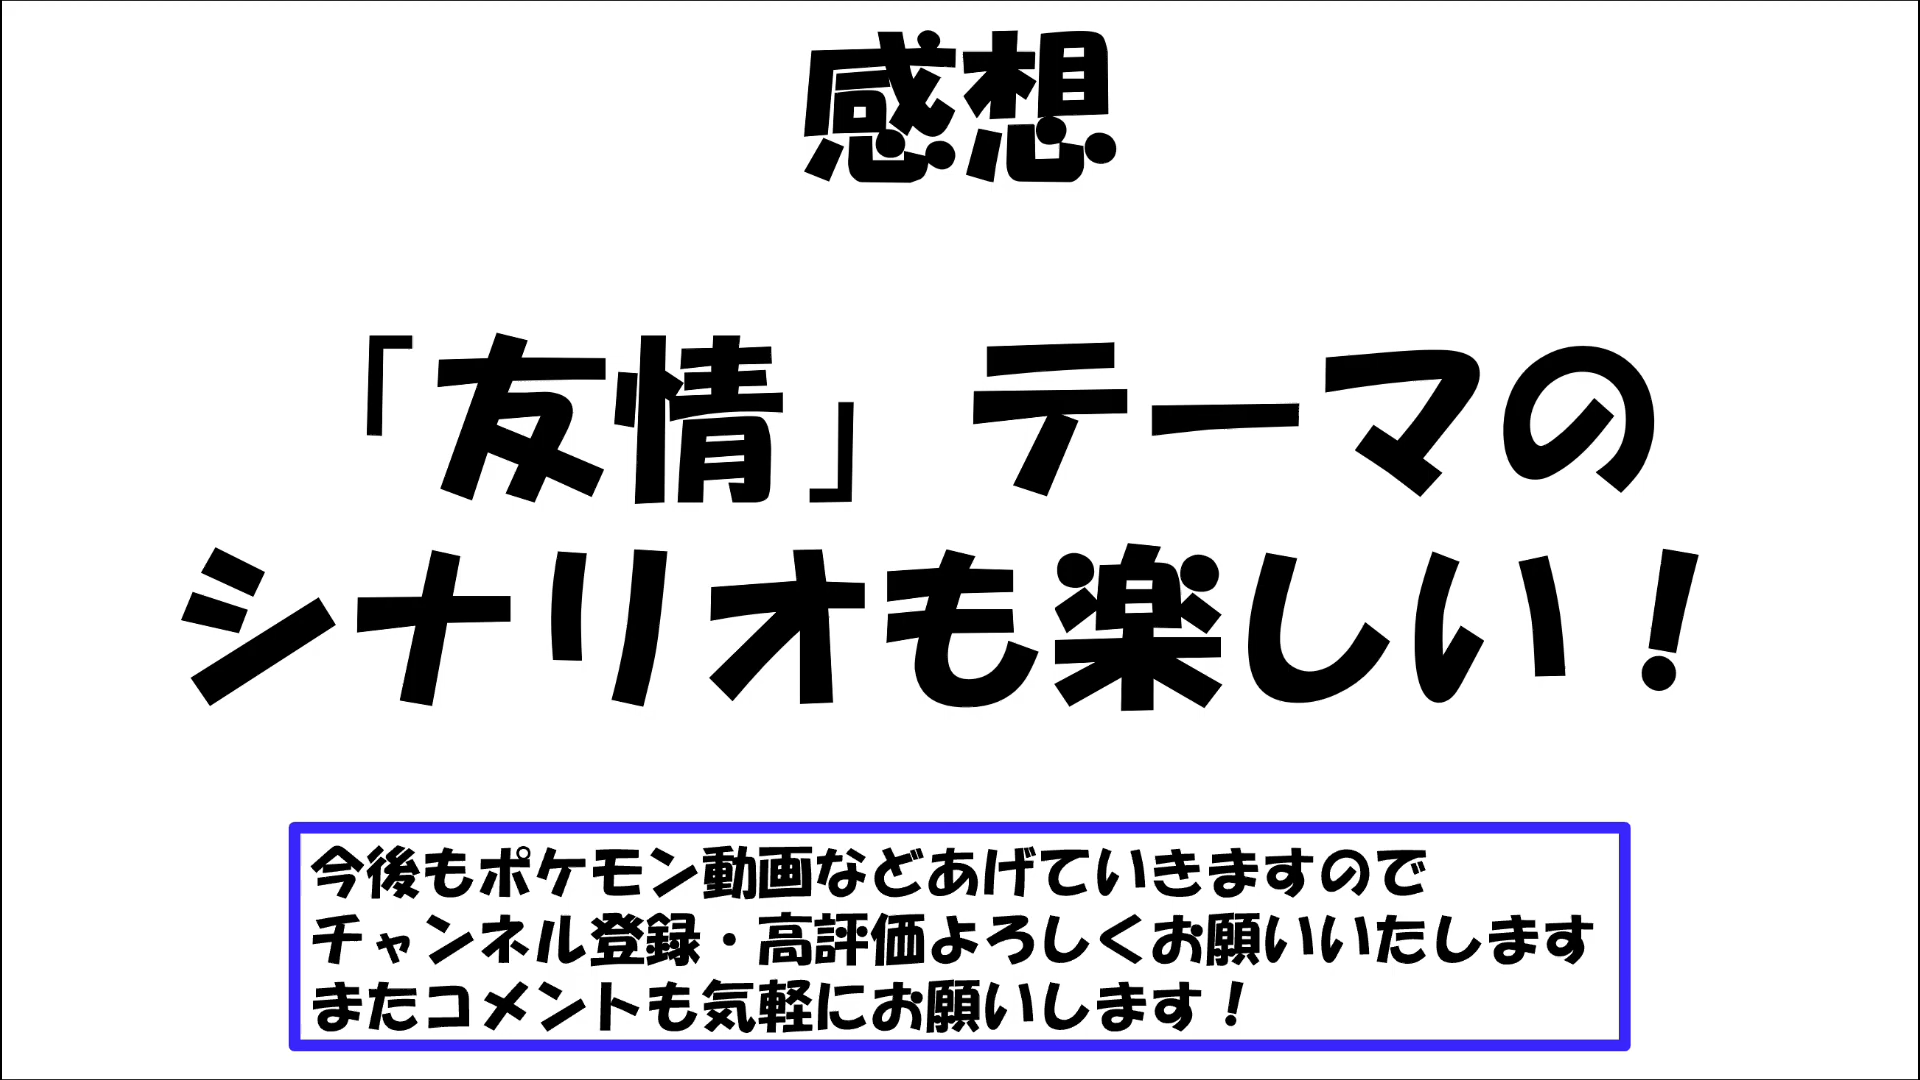 感想
「友情」テーマの
シナリオも楽しい！
今後もポケモン動画などあげていきますので
チャンネル登録・高評価よろしくお願いいたします
またコメントも気軽にお願いします！